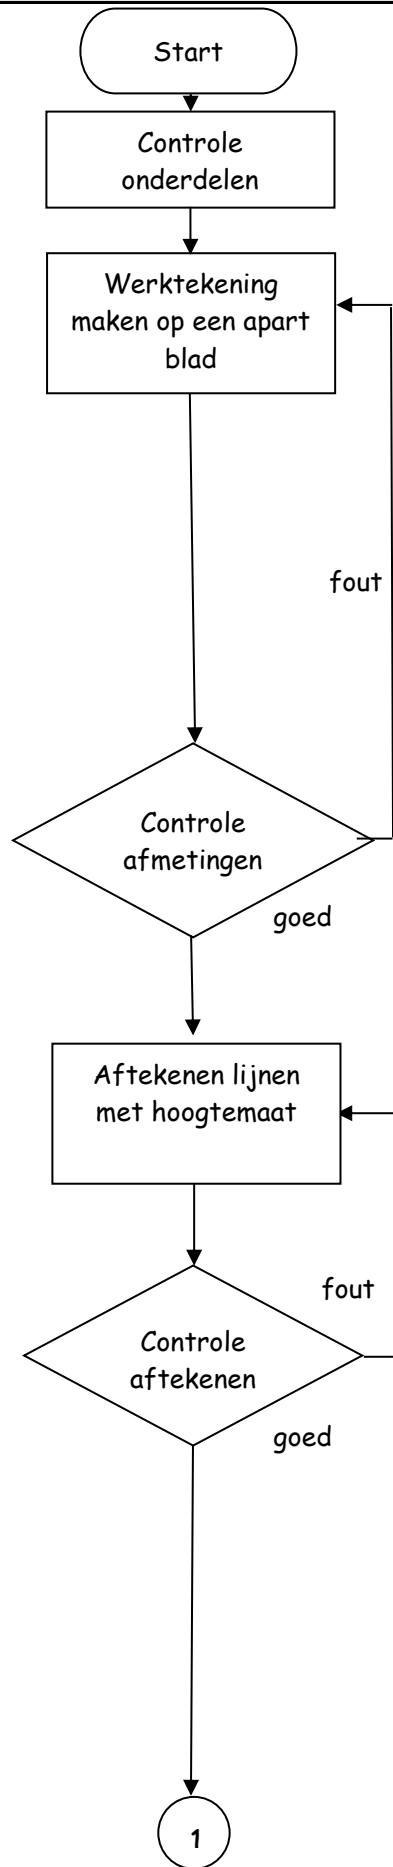 Start
Controle
onderdelen
Werktekening
maken op een apart
blad
fout
Controle
afmetingen
goed
Aftekenen lijnen
met hoogtemaat
fout
Controle
aftekenen
goed
1